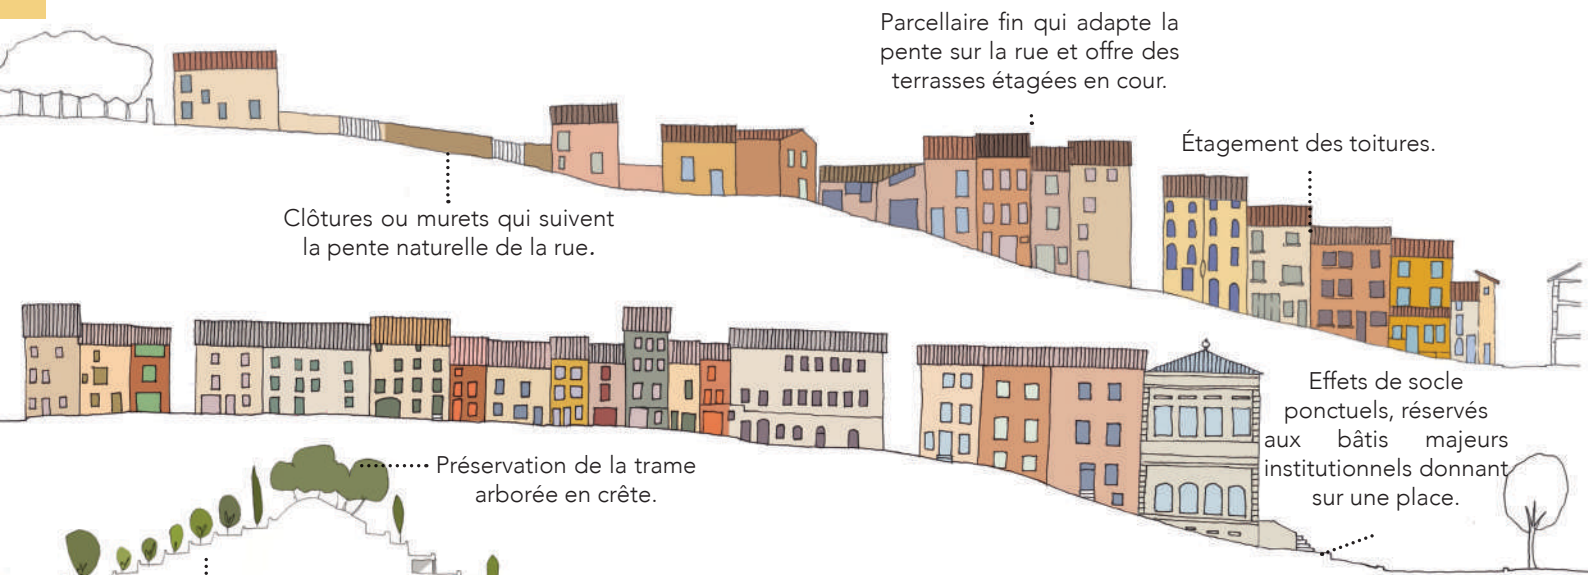 Parcellaire fin qui adapte la
pente sur la rue et offre des
terrasses étagées en cour.
Étagement des toitures.
Clôtures ou murets qui suivent
la pente naturelle de la rue.
Effets de socle
ponctuels, réservés
aux bâtis majeurs
institutionnels donnant
sur une place.
Préservation de la trame
arborée en crête.